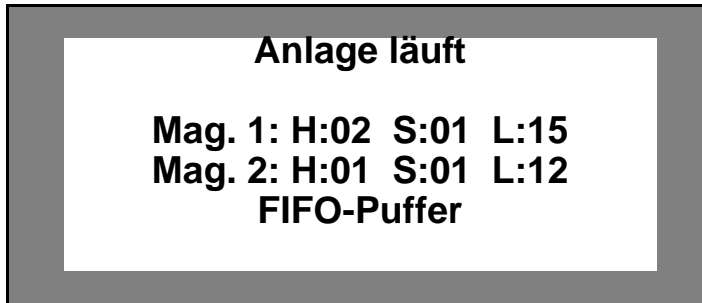 Anlage läuft
Mag. 1: H:02 S:01 L:15
Mag. 2: H:01 S:01 L:12
FIFO-Puffer